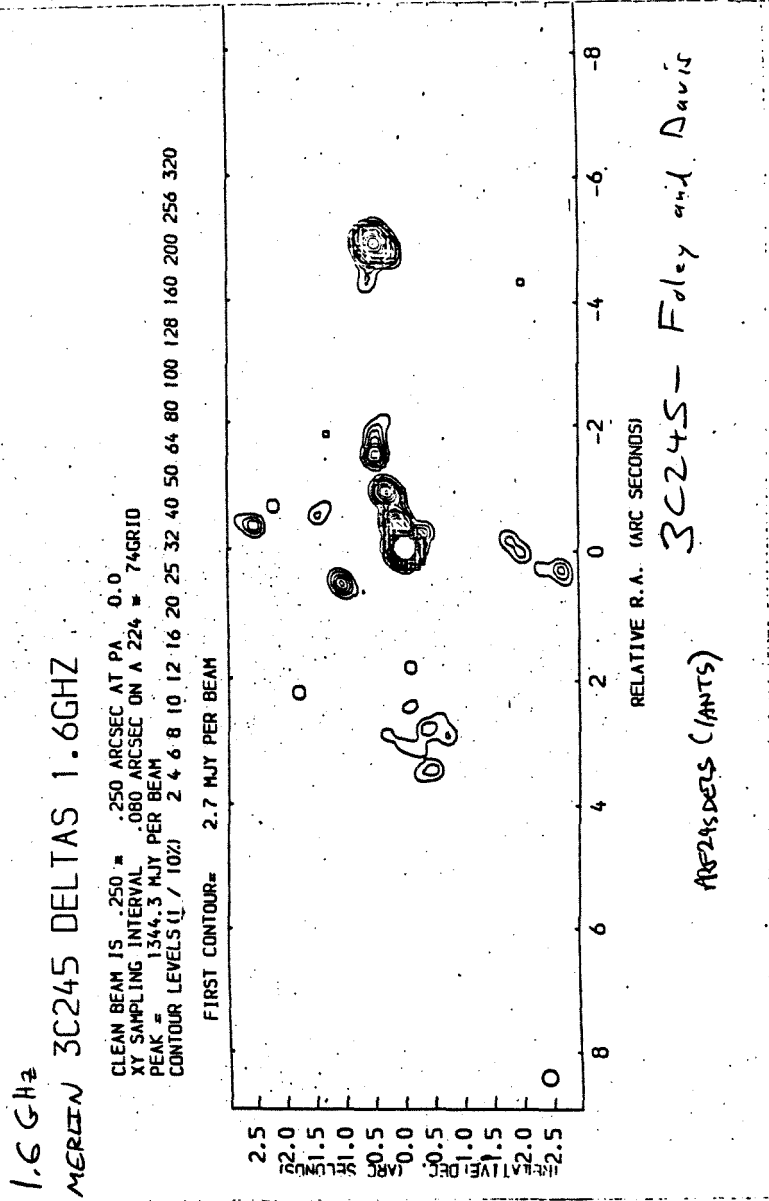 1.6 GHz
MERLIN 3C245 DELTAS 1.6GHZ
CLEAN BEAM IS .250 * .250 ARCSEC AT PA 0.0
XY SAMPLING INTERVAL .080 ARCSEC ON A 224 * 74GRID
PEAK = 1344.3 MJY PER BEAM
CONTOUR LEVELS (1 / 10%) 2 4 6 8 10 12 16 20 25 32 40 50 64 80 100 128 160 200 256 320
FIRST CONTOUR= 2.7 MJY PER BEAM
2.5
2.0
1.5
1.0
0.5
0.0
-0.5
-1.0
-1.5
-2.0
-2.5
(RELATIVE) DEC. (ARC SECONDS)
8 6 4 2 0 -2 -4 -6 -8
RELATIVE R.A. (ARC SECONDS)
3C245 – Foley and Davis